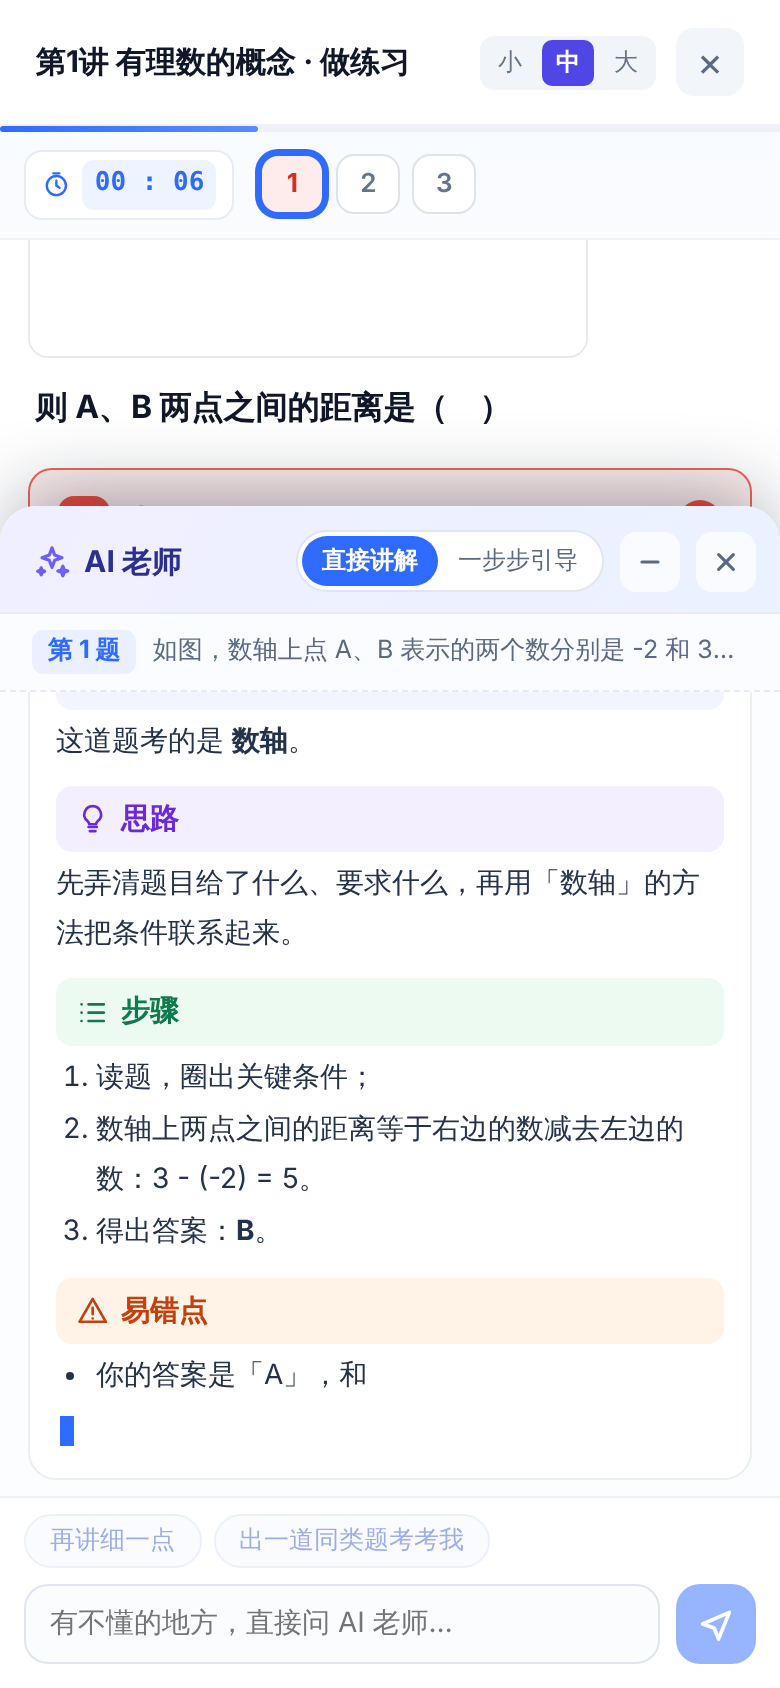 第1讲 有理数的概念 · 做练习
小 中 大
00 : 06
1 2 3
则 A、B 两点之间的距离是（　）
AI 老师
直接讲解 一步步引导
第 1 题 如图，数轴上点 A、B 表示的两个数分别是 -2 和 3...
这道题考的是 数轴。
思路
先弄清题目给了什么、要求什么，再用「数轴」的方
法把条件联系起来。
步骤
1. 读题，圈出关键条件；
2. 数轴上两点之间的距离等于右边的数减去左边的
数：3 - (-2) = 5。
3. 得出答案：B。
易错点
• 你的答案是「A」，和
再讲细一点 出一道同类题考考我
有不懂的地方，直接问 AI 老师...